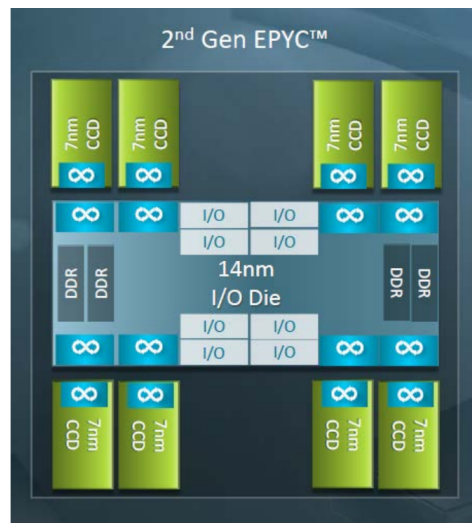 2nd Gen EPYC™
7nm
CCD
7nm
CCD
7nm
CCD
7nm
CCD
I/O I/O
I/O I/O
DDR DDR
14nm
I/O Die
DDR DDR
I/O I/O
I/O I/O
7nm
CCD
7nm
CCD
7nm
CCD
7nm
CCD